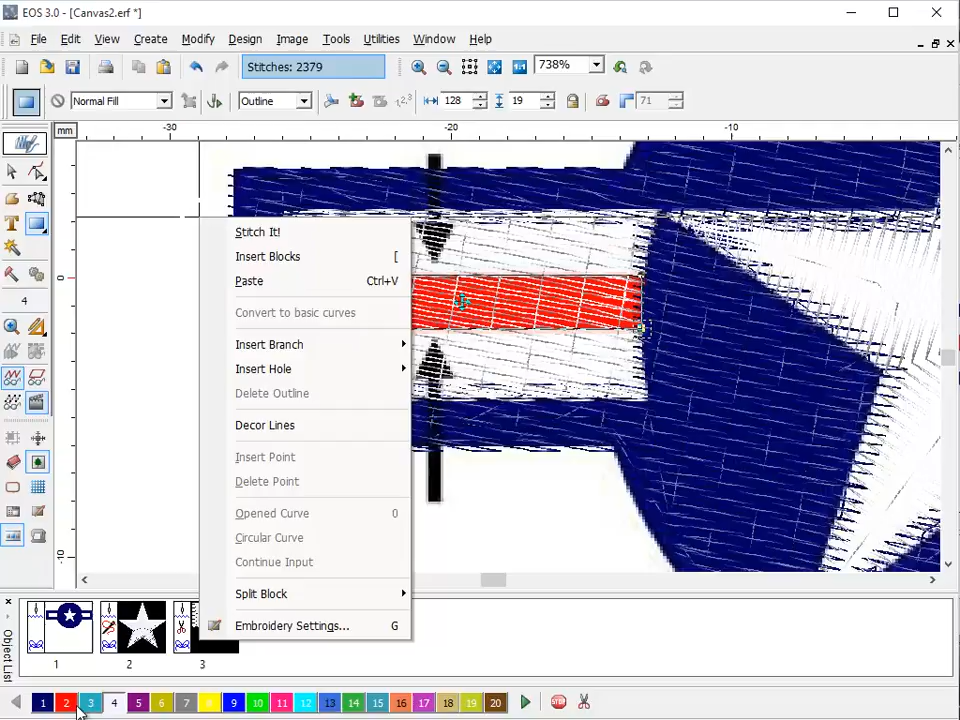 EOS 3.0 - [Canvas2.erf *]
File Edit View Create Modify Design Image Tools Utilities Window Help
Stitches: 2379
738%
Normal Fill
Outline
1,2,3
128
19
71
mm
-30
-20
-10
0
-10
4
Stitch It!
Insert Blocks [
Paste Ctrl+V
Convert to basic curves
Insert Branch
Insert Hole
Delete Outline
Decor Lines
Insert Point
Delete Point
Opened Curve 0
Circular Curve
Continue Input
Split Block
Embroidery Settings... G
Object List
1 2 3
1 2 3 4 5 6 7 8 9 10 11 12 13 14 15 16 17 18 19 20
STOP